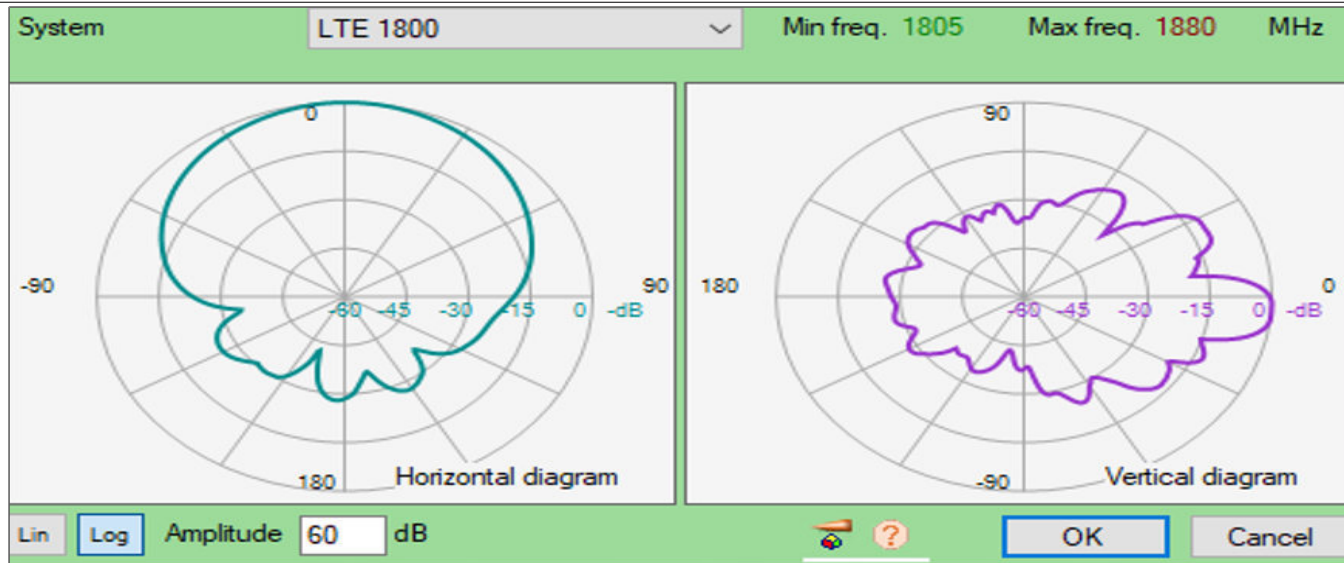 System LTE 1800 Min freq. 1805 Max freq. 1880 MHz
0
-90 90
-60 -45 -30 -15 0 -dB
180 Horizontal diagram
90
180 0
-60 -45 -30 -15 0 -dB
-90 Vertical diagram
Lin Log Amplitude 60 dB ? OK Cancel